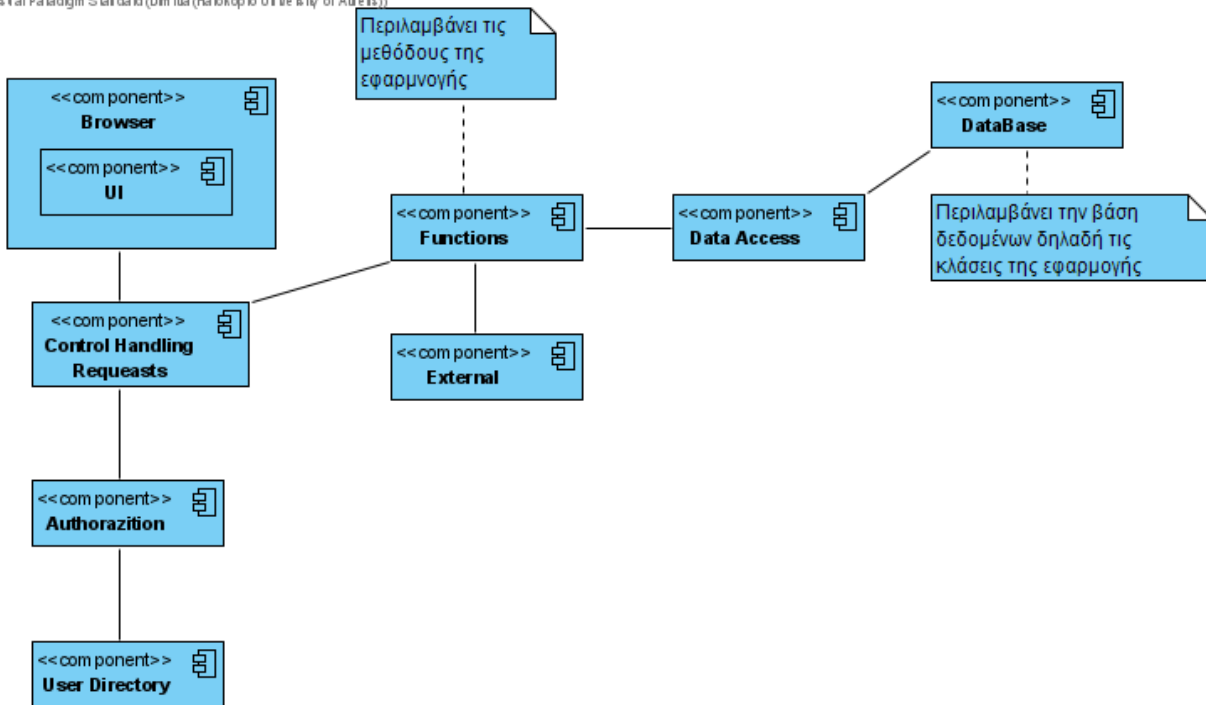 Περιλαμβάνει τις
μεθόδους της
εφαρμνογής
<<component>>
Browser
<<component>>
UI
<<component>>
DataBase
<<component>>
Functions
<<component>>
Data Access
Περιλαμβάνει την βάση
δεδομένων δηλαδή τις
κλάσεις της εφαρμογής
<<component>>
Control Handling
Requeasts
<<component>>
External
<<component>>
Authorazition
<<component>>
User Directory